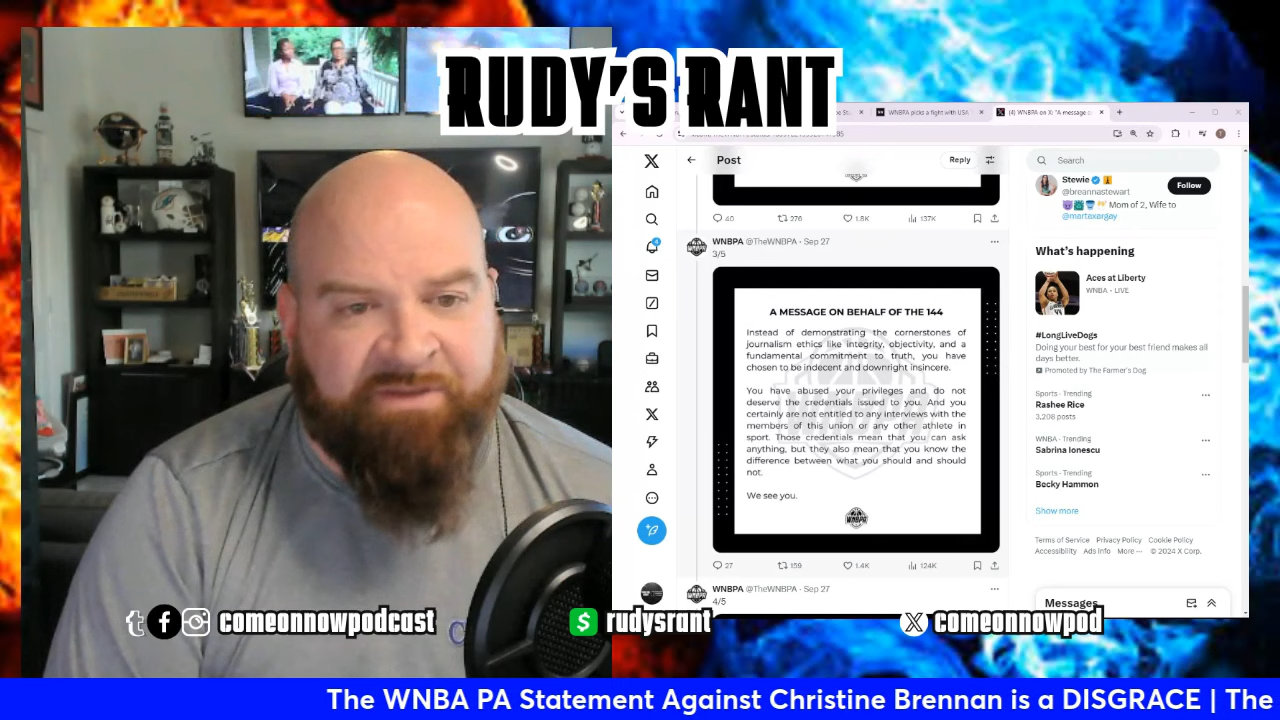 RUDY'S RANT
WNBPA picks a fight with USA
(4) WNBPA on X: "A message o
Post
Reply
Search
40
276
1.8K
137K
Stewie
@breannastewart
Follow
Mom of 2, Wife to
@martaxargay
WNBPA @TheWNBPA · Sep 27
3/5
A MESSAGE ON BEHALF OF THE 144
Instead of demonstrating the cornerstones of
journalism ethics like integrity, objectivity, and a
fundamental commitment to truth, you have
chosen to be indecent and downright insincere.
You have abused your privileges and do not
deserve the credentials issued to you. And you
certainly are not entitled to any interviews with the
members of this union or any other athlete in
sport. Those credentials mean that you can ask
anything, but they also mean that you know the
difference between what you should and should
not.
We see you.
WNBPA
27
159
1.4K
124K
WNBPA @TheWNBPA · Sep 27
4/5
What's happening
Aces at Liberty
WNBA · LIVE
#LongLiveDogs
Doing your best for your best friend makes all
days better.
Promoted by The Farmer's Dog
Sports · Trending
Rashee Rice
3,208 posts
WNBA · Trending
Sabrina Ionescu
Sports · Trending
Becky Hammon
Show more
Terms of Service Privacy Policy Cookie Policy
Accessibility Ads info More ··· © 2024 X Corp.
Messages
comeonnowpodcast
$ rudysrant
X comeonnowpod
The WNBA PA Statement Against Christine Brennan is a DISGRACE | The